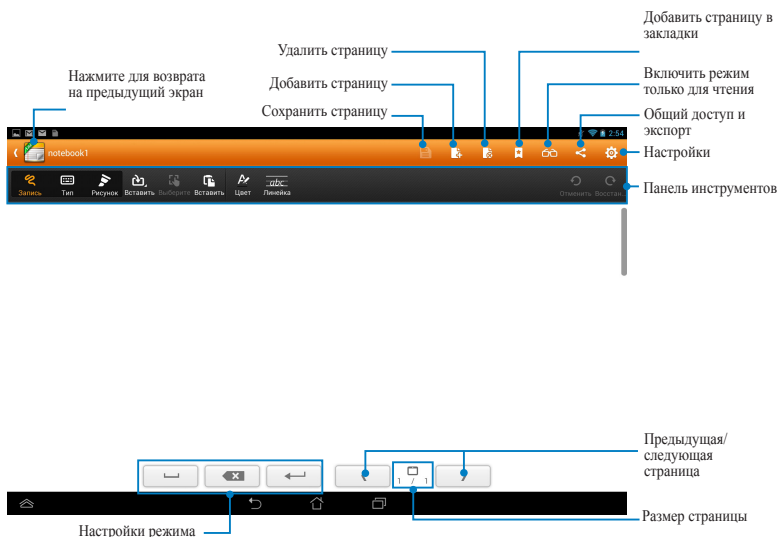 Добавить страницу в
закладки
Удалить страницу
Нажмите для возврата
на предыдущий экран
Добавить страницу
Включить режим
только для чтения
Сохранить страницу
Общий доступ и
экспорт
2:54
notebook1
Настройки
Запись Тип Рисунок Вставить Выберите Вставить Цвет abc Линейка Отменить Восстан...
Панель инструментов
Предыдущая/
следующая
страница
1 / 1
Размер страницы
Настройки режима